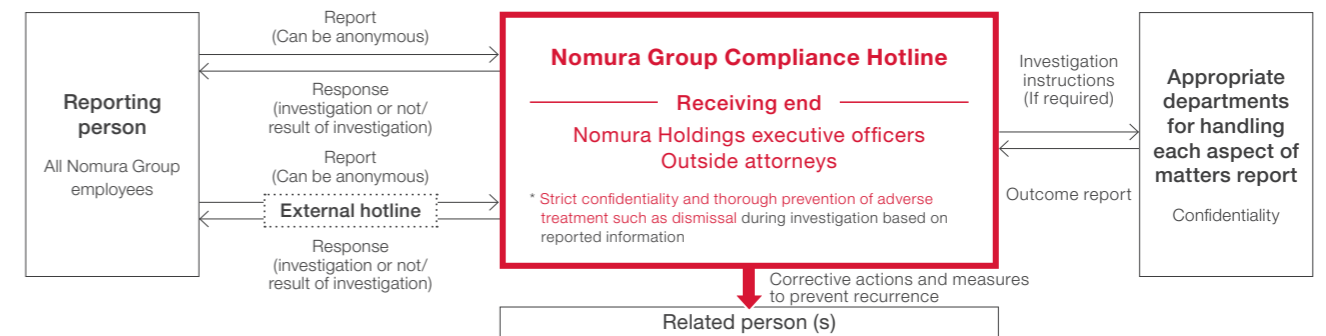 Reporting
person
All Nomura Group
employees
Report
(Can be anonymous)
Response
(investigation or not/
result of investigation)
Report
(Can be anonymous)
External hotline
Response
(investigation or not/
result of investigation)
Nomura Group Compliance Hotline
Receiving end
Nomura Holdings executive officers
Outside attorneys
* Strict confidentiality and thorough prevention of adverse
treatment such as dismissal during investigation based on
reported information
Investigation
instructions
(If required)
Outcome report
Appropriate
departments
for handling
each aspect of
matters report
Confidentiality
Corrective actions and measures
to prevent recurrence
Related person (s)